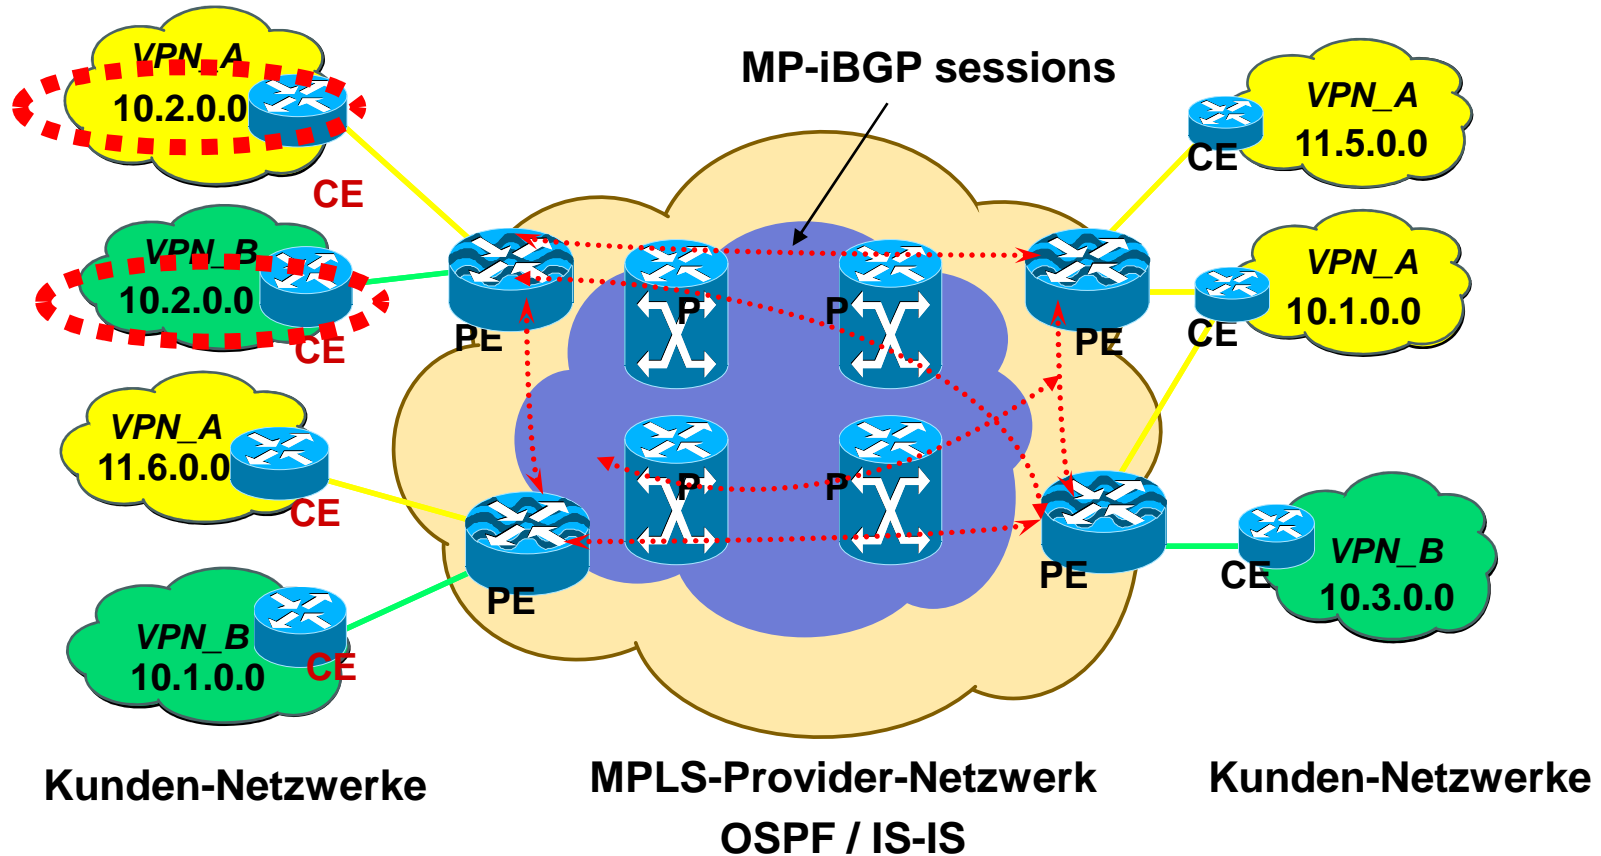 MP-iBGP sessions
VPN_A
10.2.0.0
CE
VPN_B
10.2.0.0
CE
VPN_A
11.6.0.0
CE
VPN_B
10.1.0.0
CE
PE
PE
P
P
P
P
PE
PE
VPN_A
11.5.0.0
CE
VPN_A
10.1.0.0
CE
VPN_B
10.3.0.0
CE
Kunden-Netzwerke
MPLS-Provider-Netzwerk
OSPF / IS-IS
Kunden-Netzwerke